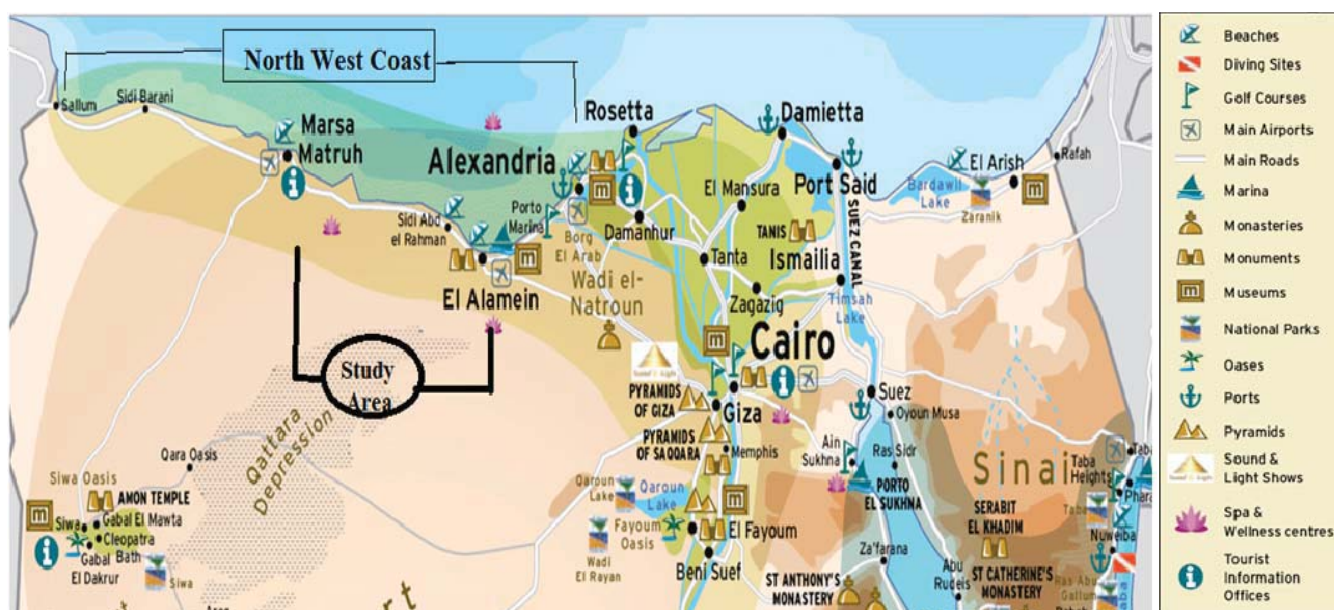 North West Coast
Sallum
Sidi Barani
Marsa
Matruh
Rosetta
Damietta
Alexandria
Port Said
El Arish
Rafah
Bardawil
Lake
Zaranik
El Mansura
Sidi Abd
el Rahman
Porto
Marina
Borg
El Arab
Damanhur
TANIS
Ismailia
SUEZ CANAL
Tanta
Wadi el-
Natroun
El Alamein
Zagazig
Timsah
Lake
Cairo
Study
Area
Sound & Light
PYRAMIDS
OF GIZA
Giza
Suez
Oyoun Musa
PYRAMIDS
OF SAQQARA
Memphis
Ain
Sukhna
Ras Sidr
Sinai
Taba
Taba
Heights
Qattara
Depression
Qara Oasis
Siwa Oasis
AMON TEMPLE
Siwa
Gabal El Mawta
Cleopatra
Bath
Gabal
El Dakrur
Siwa
Qaroun
Lake
Qaroun
Lake
Fayoum
Oasis
El Fayoum
Wadi
El Rayan
Beni Suef
PORTO
EL SUKHNA
SERABIT
EL KHADIM
Nuweiba
Za'farana
Abu
Rudeis
ST ANTHONY'S
MONASTERY
ST CATHERINE'S
MONASTERY
Ras Abu
Gallum
Beaches
Diving Sites
Golf Courses
Main Airports
Main Roads
Marina
Monasteries
Monuments
Museums
National Parks
Oases
Ports
Pyramids
Sound &
Light Shows
Spa &
Wellness centres
Tourist
Information
Offices